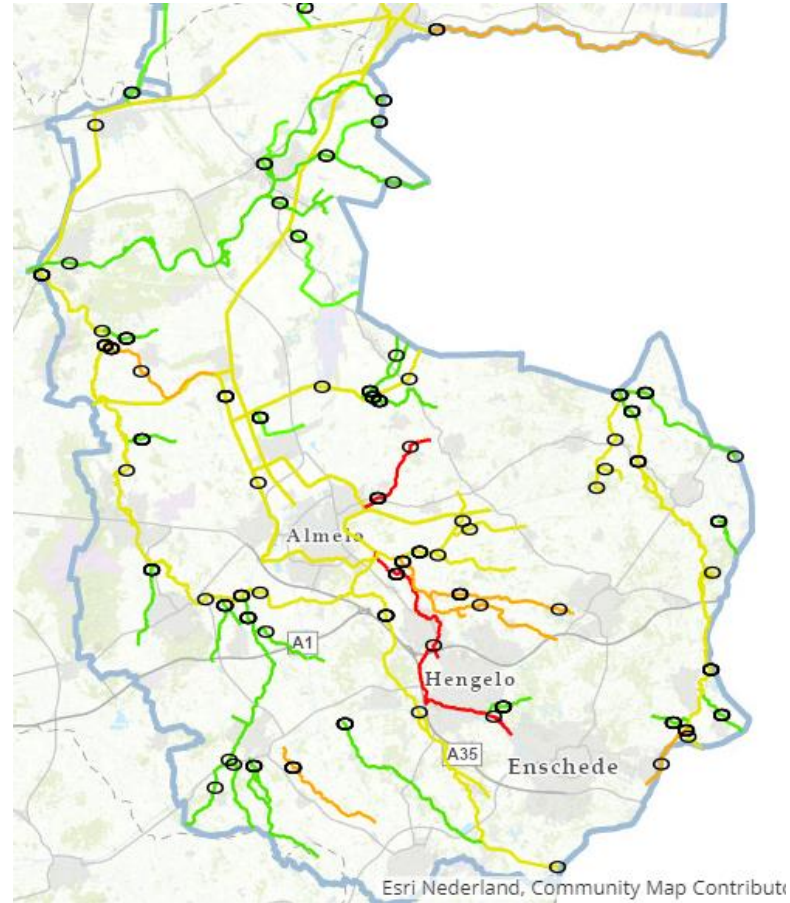 Almelo
A1
Hengelo
A35
Enschede
Esri Nederland, Community Map Contributo